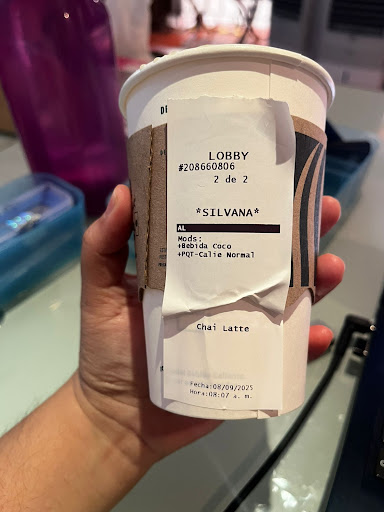 LOBBY
#208660806
2 de 2
*SILVANA*
AL
Mods:
+Bebida Coco
+PQT-Calie Normal
Chai Latte
Fecha:08/09/2025
Hora:08:07 a. m.